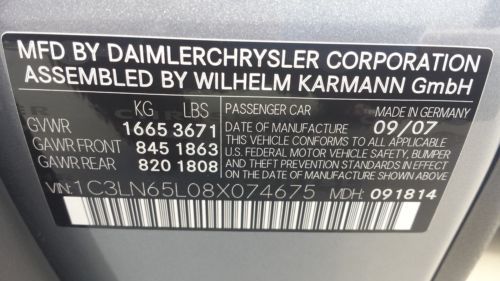 MFD BY DAIMLERCHRYSLER CORPORATION
ASSEMBLED BY WILHELM KARMANN GmbH
KG LBS
GVWR 1665 3671
GAWR FRONT 845 1863
GAWR REAR 820 1808
PASSENGER CAR MADE IN GERMANY
DATE OF MANUFACTURE 09/07
THIS VEHICLE CONFORMS TO ALL APPLICABLE
U.S. FEDERAL MOTOR VEHICLE, BUMPER,
AND THEFT PREVENTION STANDARDS IN EFFECT
ON THE DATE OF MANUFACTURE SHOWN ABOVE
VIN: 1C3LN65L08X074675 MDH: 091814